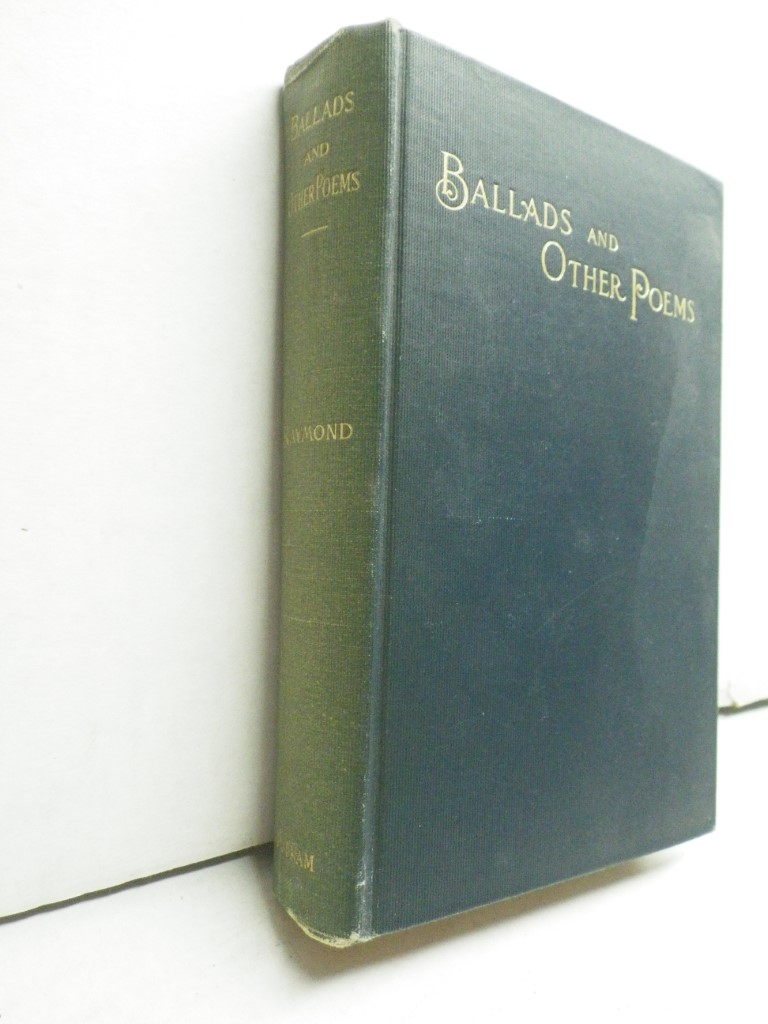 BALLADS
AND
OTHER POEMS
RAYMOND
BALLADS AND
OTHER POEMS